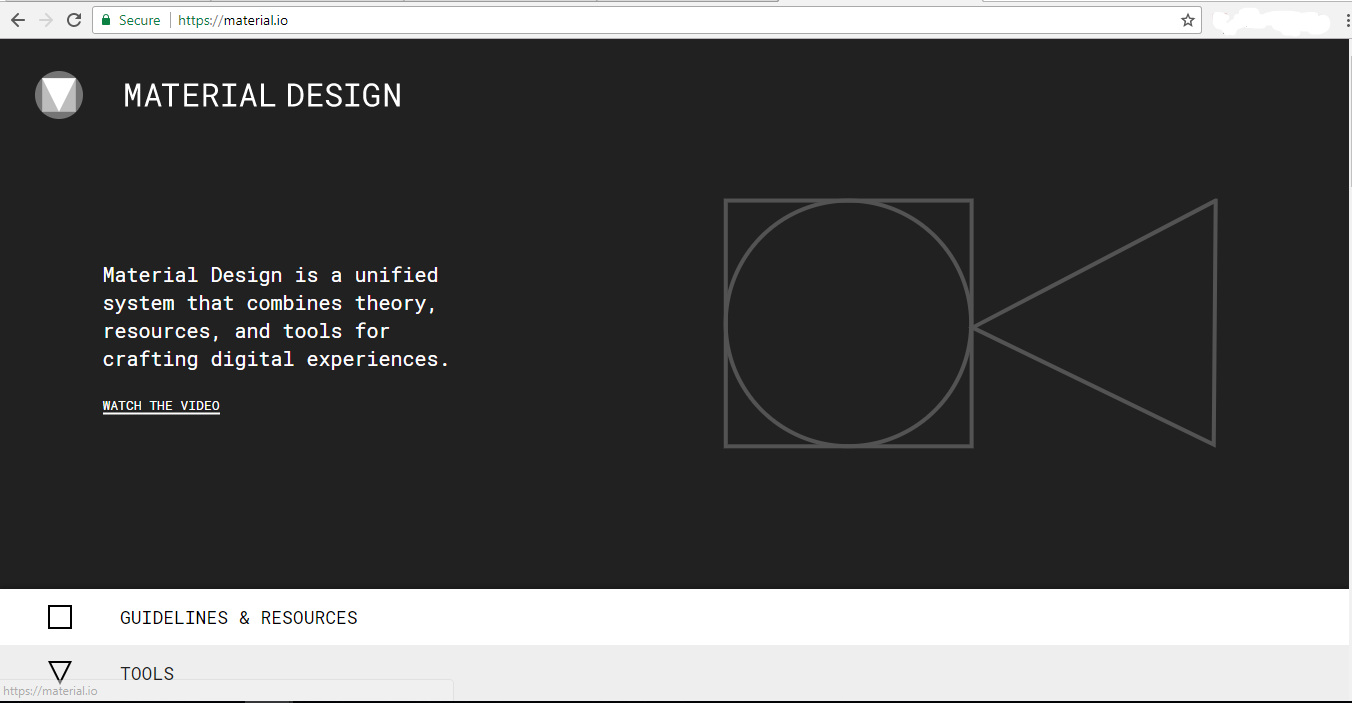 Secure https://material.io
MATERIAL DESIGN
Material Design is a unified
system that combines theory,
resources, and tools for
crafting digital experiences.
WATCH THE VIDEO
GUIDELINES & RESOURCES
TOOLS
https://material.io